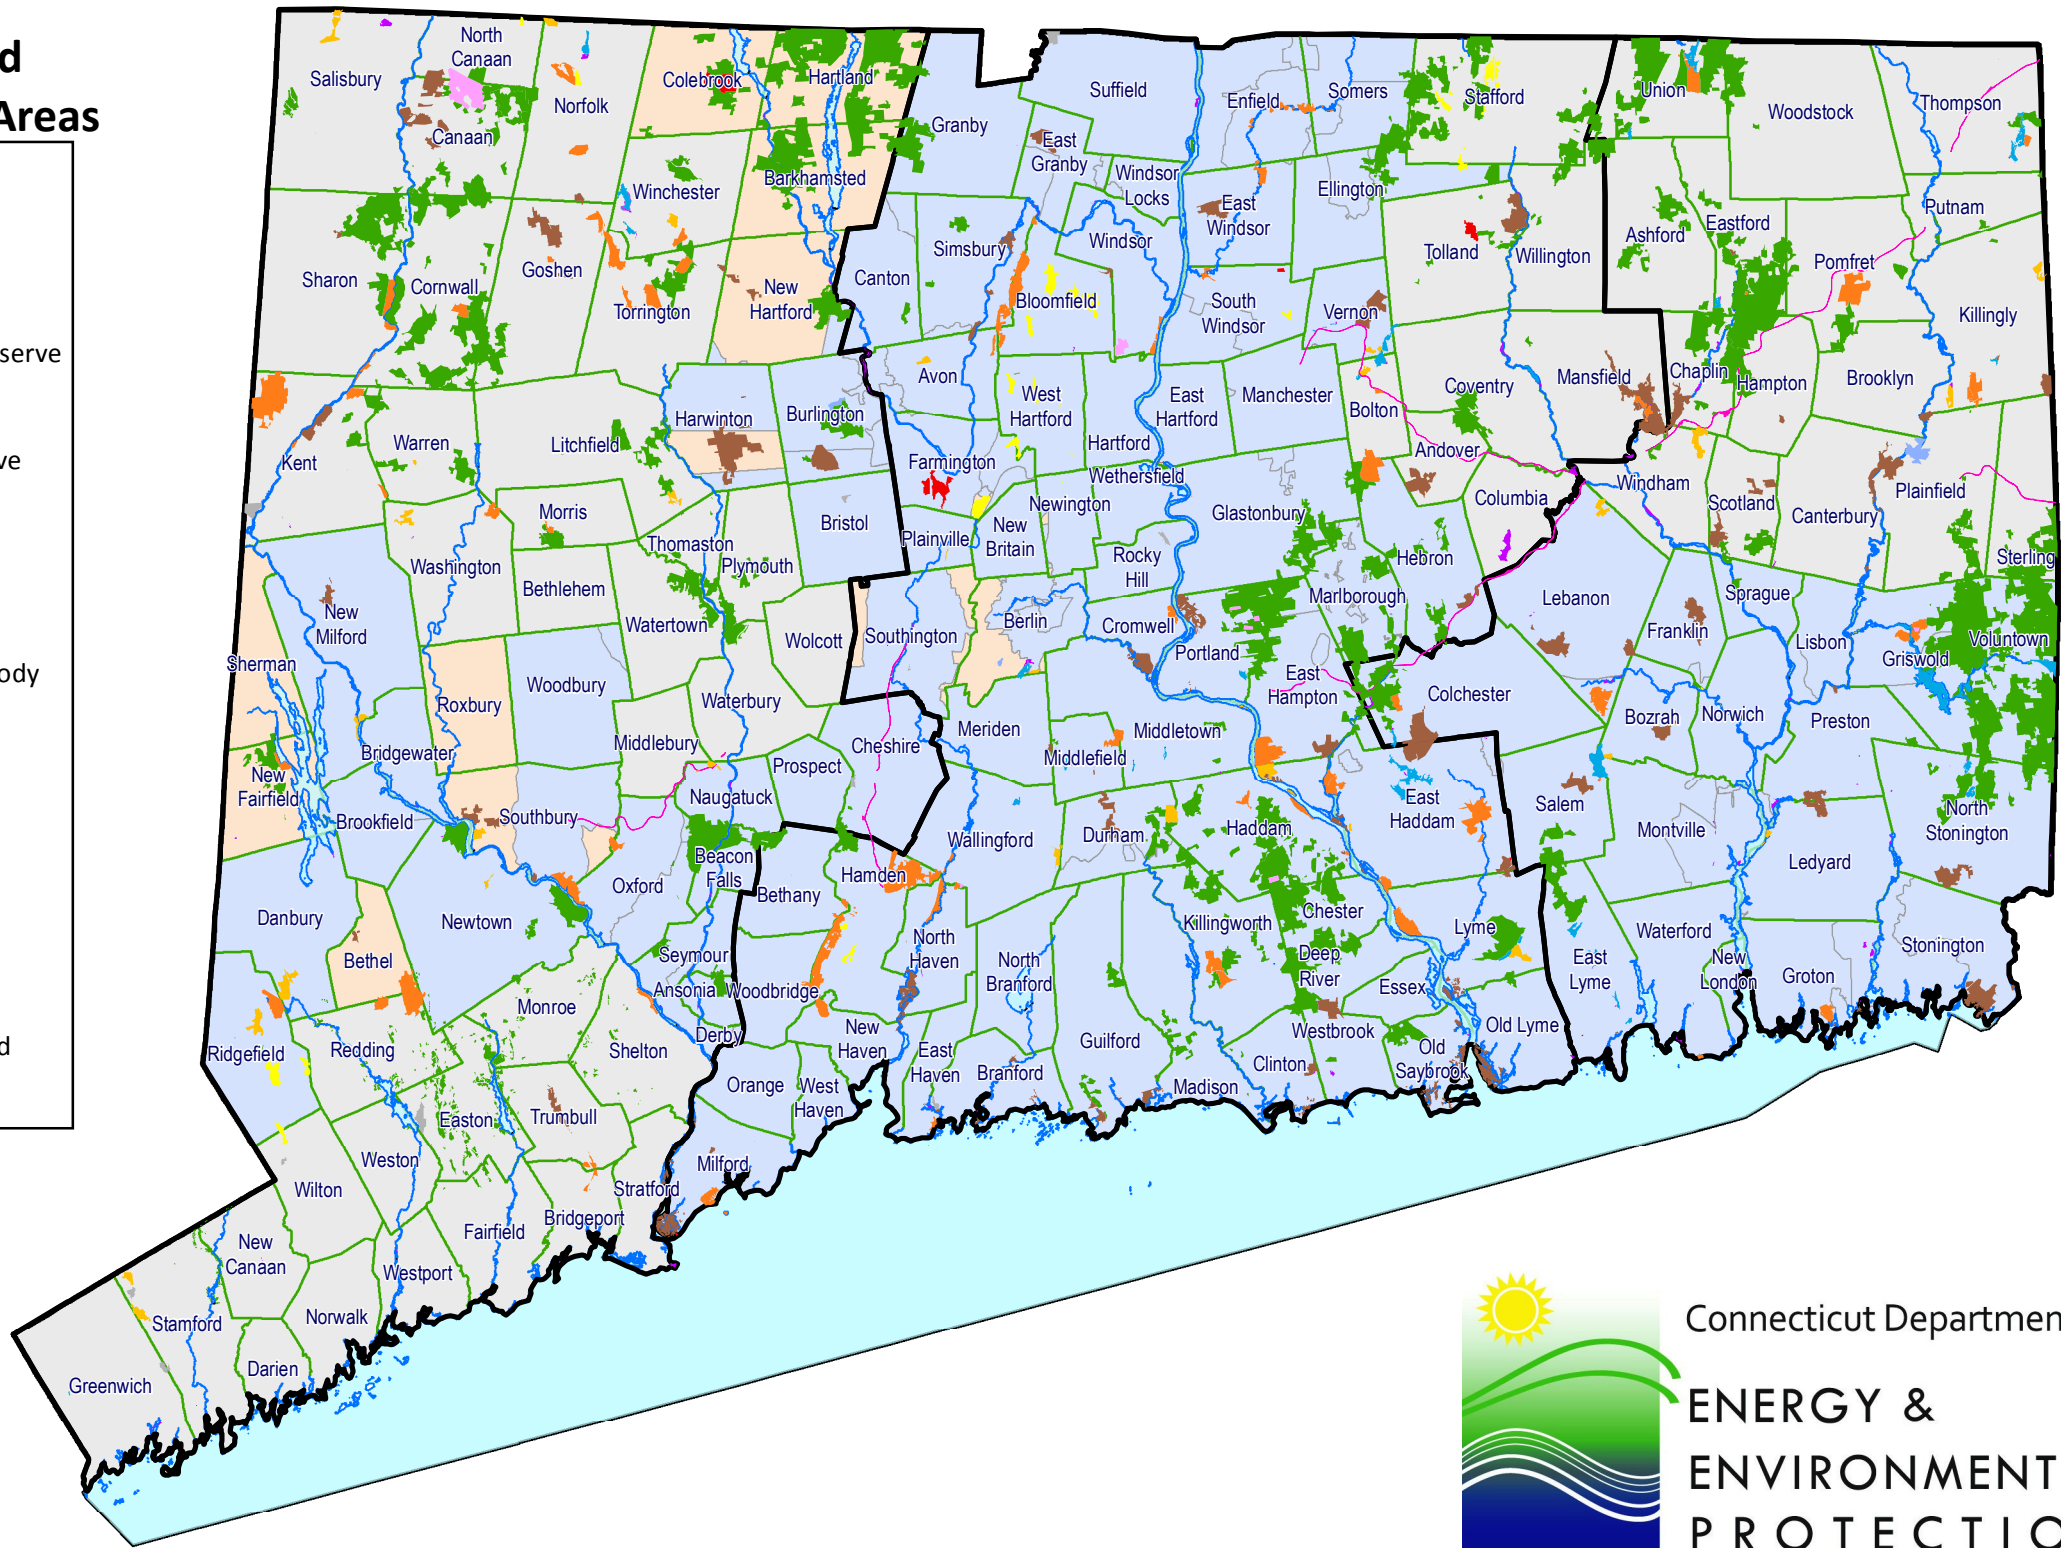 d
Areas
serve
ve
ody
d
North
Canaan
Salisbury
Canaan
Norfolk
Colebrook
Hartland
Suffield
Granby
East
Granby
Enfield
Somers
Stafford
Union
Woodstock
Thompson
Winchester
Barkhamsted
Windsor
Locks
East
Windsor
Ellington
Windsor
Simsbury
Tolland
Willington
Ashford
Eastford
Putnam
Pomfret
Sharon
Cornwall
Goshen
Torrington
New
Hartford
Canton
Bloomfield
South
Windsor
Vernon
Killingly
Avon
West
Hartford
East
Hartford
Manchester
Bolton
Coventry
Mansfield
Chaplin
Hampton
Brooklyn
Kent
Warren
Litchfield
Harwinton
Burlington
Farmington
Hartford
Wethersfield
Andover
Columbia
Windham
Scotland
Canterbury
Plainfield
Sterling
Morris
Bristol
Plainville
New
Britain
Newington
Rocky
Hill
Glastonbury
Hebron
Marlborough
Washington
Bethlehem
Thomaston
Plymouth
Watertown
Wolcott
Southington
Berlin
Cromwell
Portland
Lebanon
Franklin
Sprague
Lisbon
Griswold
Voluntown
New
Milford
Sherman
Roxbury
Woodbury
Waterbury
Middlebury
Cheshire
Meriden
Middlefield
Middletown
East
Hampton
Colchester
Bozrah
Norwich
Preston
New
Fairfield
Bridgewater
Brookfield
Southbury
Naugatuck
Prospect
Wallingford
Durham
Haddam
East
Haddam
Salem
Montville
Ledyard
North
Stonington
Danbury
Newtown
Oxford
Beacon
Falls
Bethany
Hamden
Killingworth
Chester
Deep
River
Lyme
East
Lyme
Waterford
New
London
Groton
Stonington
Bethel
Seymour
Ansonia
Woodbridge
North
Haven
North
Branford
Essex
Westbrook
Old Lyme
Monroe
Ridgefield
Redding
Shelton
Derby
New
Haven
East
Haven
Branford
Guilford
Madison
Clinton
Old
Saybrook
Orange
West
Haven
Easton
Trumbull
Weston
Wilton
Milford
Stratford
Bridgeport
Fairfield
New
Canaan
Westport
Norwalk
Stamford
Darien
Greenwich
Connecticut Departmen
ENERGY &
ENVIRONMENT
PROTECTIO